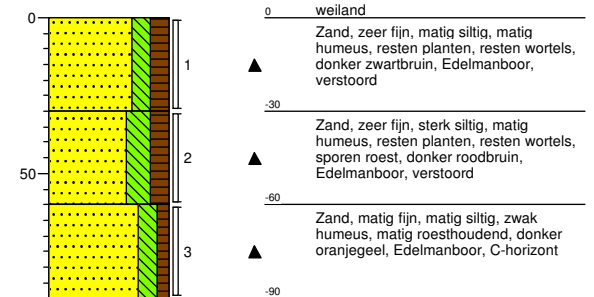 0
0 weiland
Zand, zeer fijn, matig siltig, matig
humeus, resten planten, resten wortels,
donker zwartbruin, Edelmanboor,
verstoord
1
-30
Zand, zeer fijn, sterk siltig, matig
humeus, resten planten, resten wortels,
sporen roest, donker roodbruin,
Edelmanboor, verstoord
2
50
-60
Zand, matig fijn, matig siltig, zwak
humeus, matig roesthoudend, donker
oranjegeel, Edelmanboor, C-horizont
3
-90